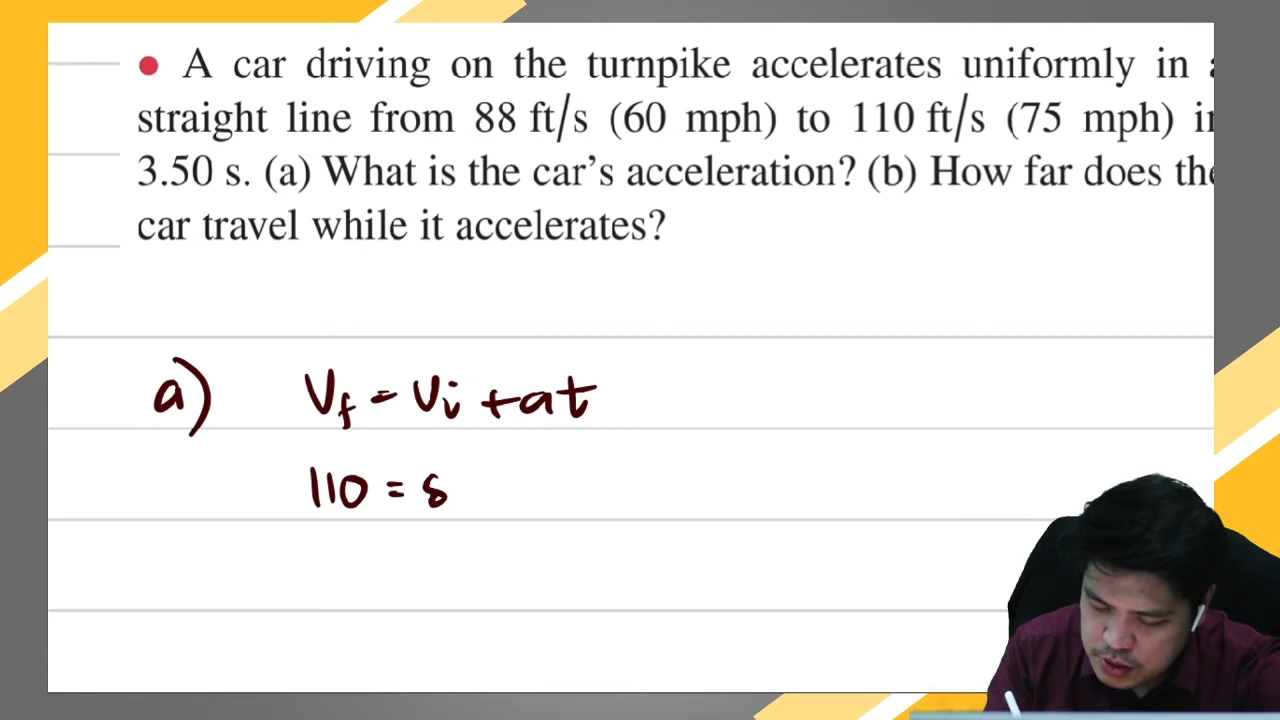 • A car driving on the turnpike accelerates uniformly in
straight line from 88 ft/s (60 mph) to 110 ft/s (75 mph)
3.50 s. (a) What is the car's acceleration? (b) How far does
car travel while it accelerates?
a) Vf = Vi + at
110 = 8